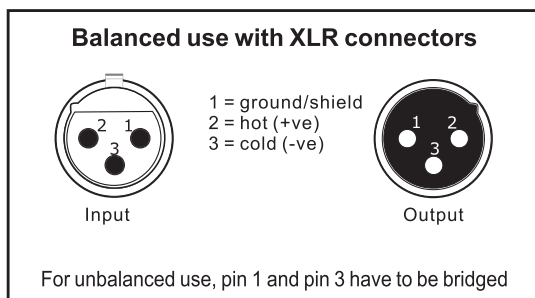 Balanced use with XLR connectors
2 1
3
Input
1 = ground/shield
2 = hot (+ve)
3 = cold (-ve)
1 2
3
Output
For unbalanced use, pin 1 and pin 3 have to be bridged